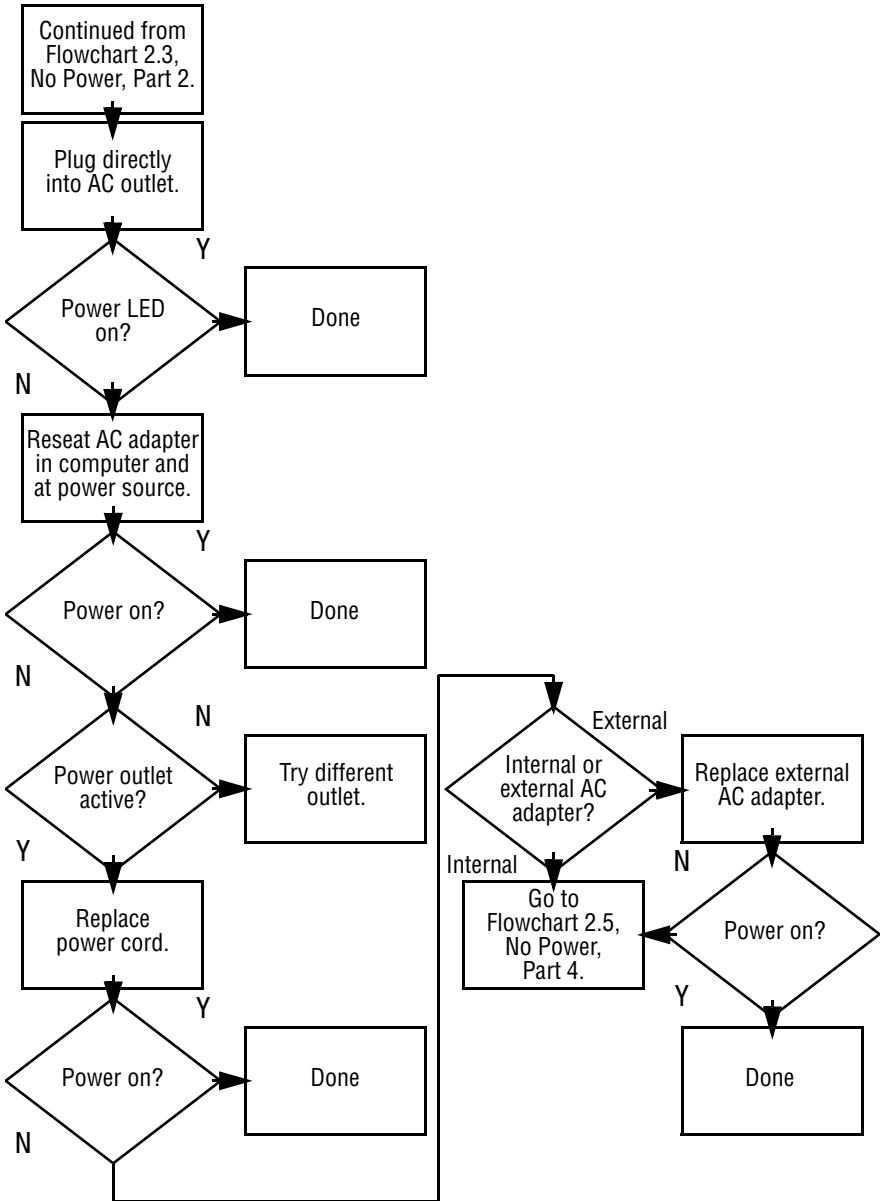 Continued from
Flowchart 2.3,
No Power, Part 2.
Plug directly
into AC outlet.
Y
Power LED
on?
Done
N
Reseat AC adapter
in computer and
at power source.
Y
Power on?
Done
N
N
Power outlet
active?
Try different
outlet.
Y
Replace
power cord.
Y
Power on?
Done
N
External
Internal or
external AC
adapter?
Replace external
AC adapter.
Internal
N
Go to
Flowchart 2.5,
No Power,
Part 4.
Power on?
Y
Done